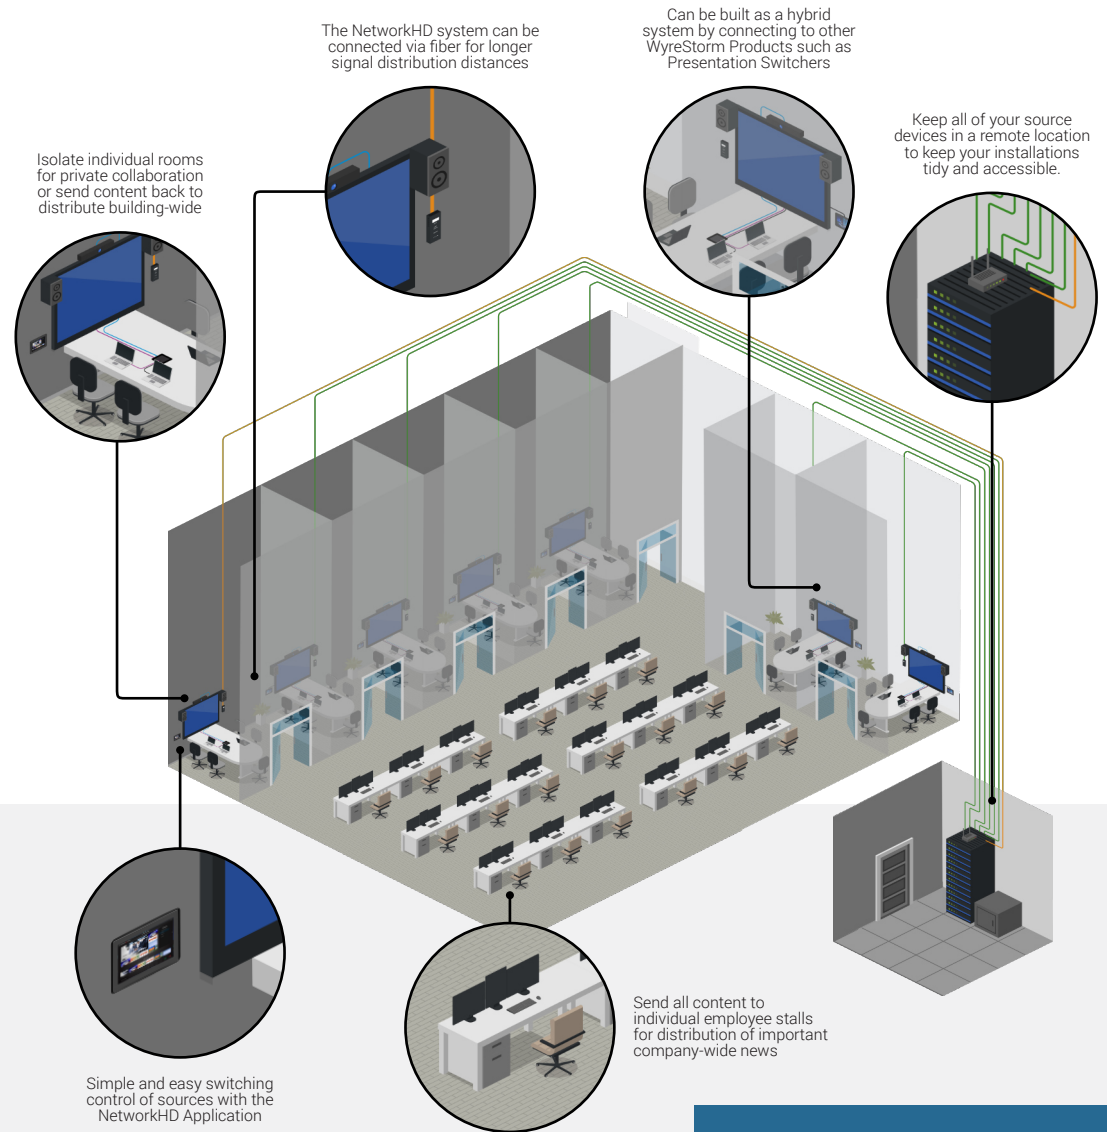 The NetworkHD system can be
connected via fiber for longer
signal distribution distances
Can be built as a hybrid
system by connecting to other
WyreStorm Products such as
Presentation Switchers
Keep all of your source
devices in a remote location
to keep your installations
tidy and accessible.
Isolate individual rooms
for private collaboration
or send content back to
distribute building-wide
Send all content to
individual employee stalls
for distribution of important
company-wide news
Simple and easy switching
control of sources with the
NetworkHD Application